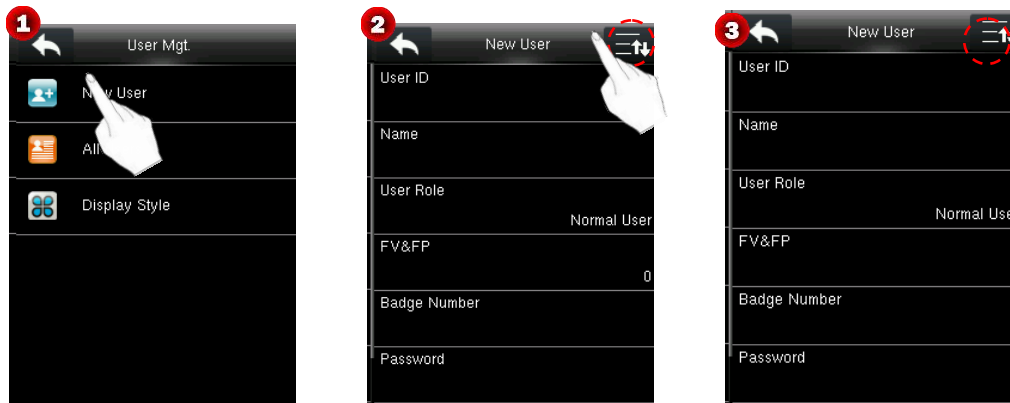 1
User Mgt.
New User
All
Display Style
2
New User
User ID
Name
User Role
Normal User
FV&FP
0
Badge Number
Password
3
New User
User ID
Name
User Role
Normal Use
FV&FP
Badge Number
Password